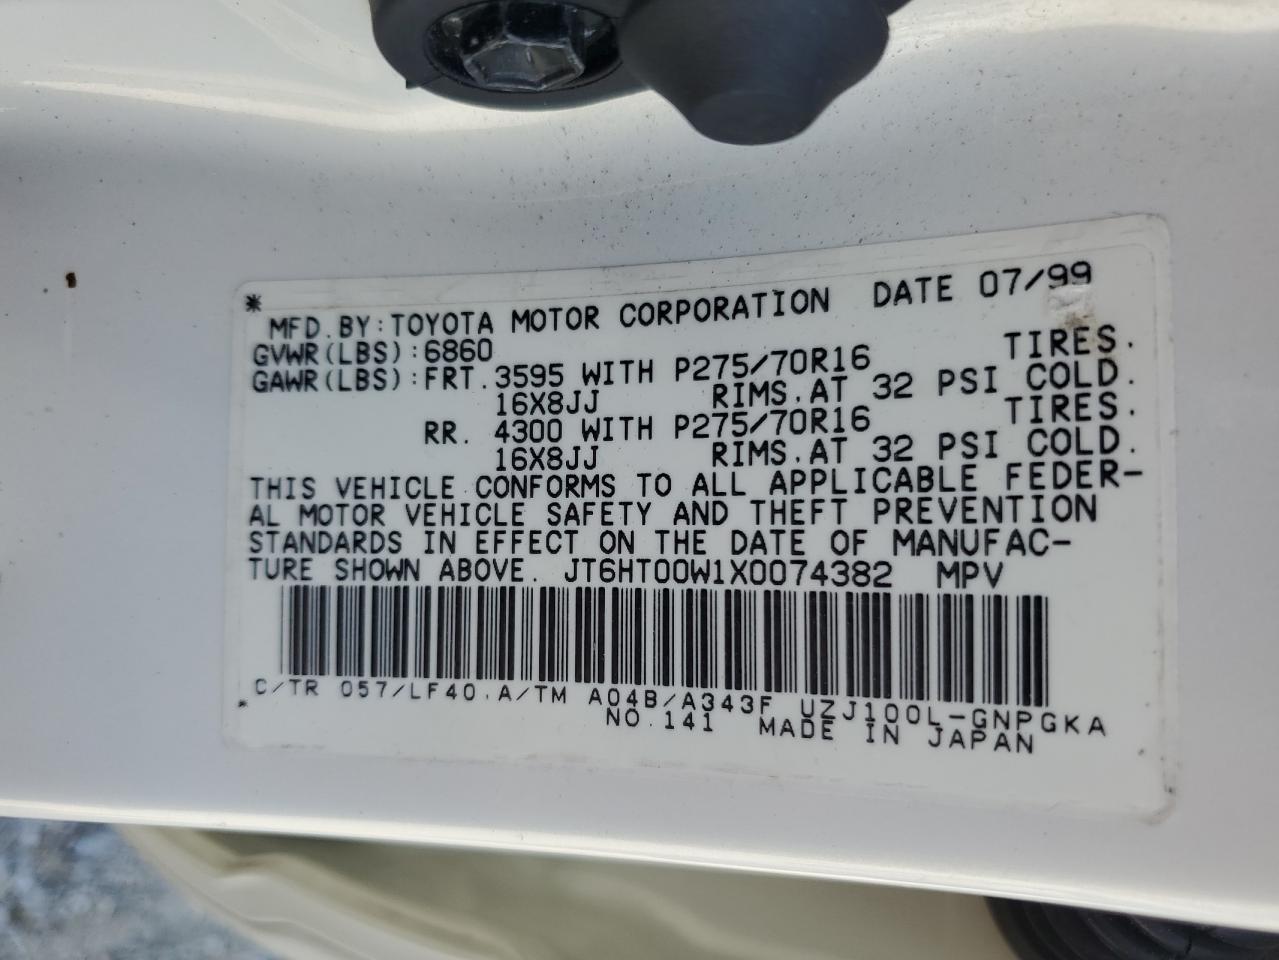 *
MFD.BY:TOYOTA MOTOR CORPORATION DATE 07/99
GVWR(LBS):6860
GAWR(LBS):FRT.3595 WITH P275/70R16 TIRES.
16X8JJ RIMS.AT 32 PSI COLD.
RR. 4300 WITH P275/70R16 TIRES.
16X8JJ RIMS.AT 32 PSI COLD.
THIS VEHICLE CONFORMS TO ALL APPLICABLE FEDER-
AL MOTOR VEHICLE SAFETY AND THEFT PREVENTION
STANDARDS IN EFFECT ON THE DATE OF MANUFAC-
TURE SHOWN ABOVE. JT6HT00W1X0074382 MPV
C/TR 057/LF40.A/TM A04B/A343F UZJ100L-GNPGKA
* NO.141 MADE IN JAPAN